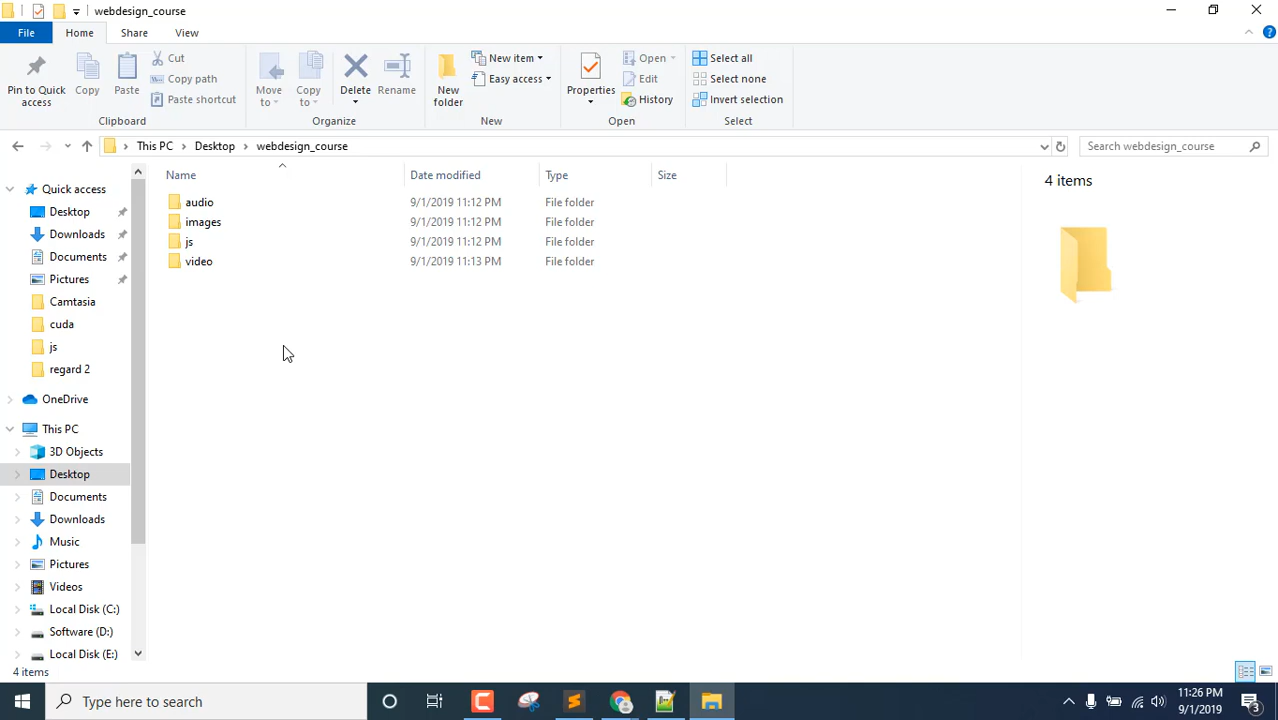 webdesign_course
File Home Share View
Pin to Quick access
Copy
Paste
Cut
Copy path
Paste shortcut
Clipboard
Move to
Copy to
Delete
Rename
Organize
New folder
New item
Easy access
New
Properties
Open
Edit
History
Open
Select all
Select none
Invert selection
Select
This PC Desktop webdesign_course
Search webdesign_course
Quick access
Desktop
Downloads
Documents
Pictures
Camtasia
cuda
js
regard 2
OneDrive
This PC
3D Objects
Desktop
Documents
Downloads
Music
Pictures
Videos
Local Disk (C:)
Software (D:)
Local Disk (E:)
Name Date modified Type Size
audio 9/1/2019 11:12 PM File folder
images 9/1/2019 11:12 PM File folder
js 9/1/2019 11:12 PM File folder
video 9/1/2019 11:13 PM File folder
4 items
4 items
Type here to search
11:26 PM
9/1/2019
3